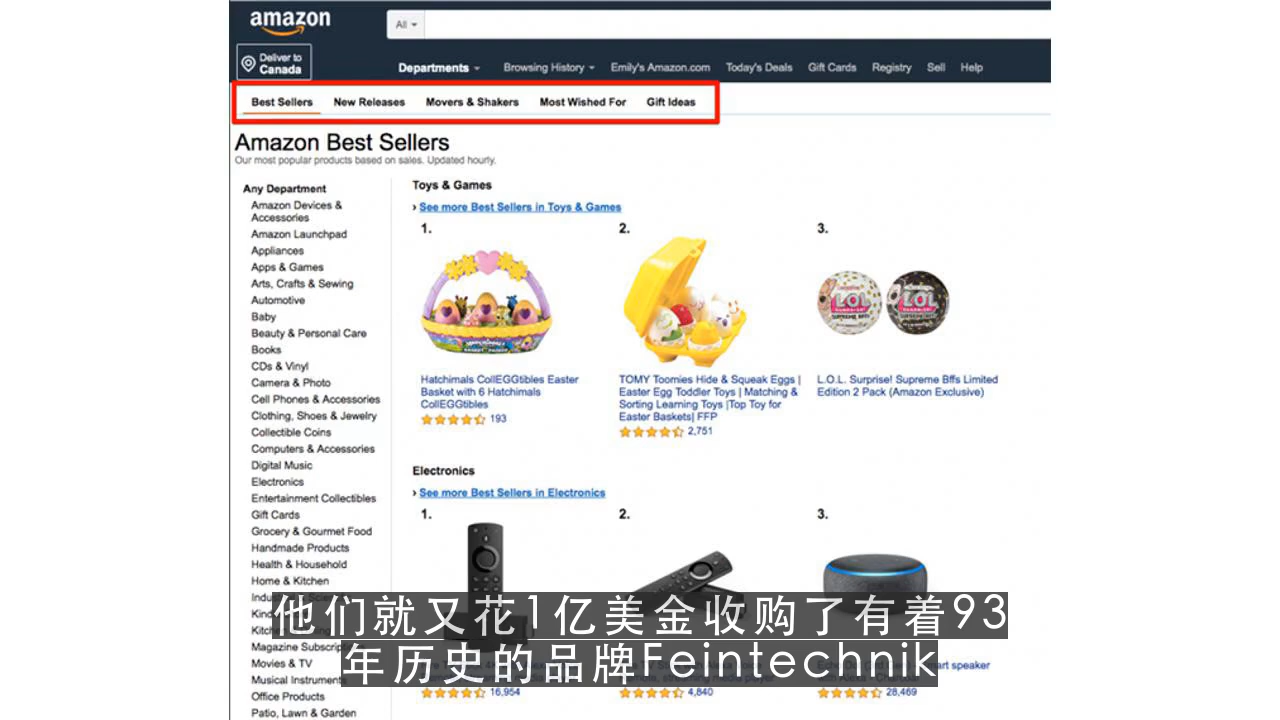 amazon
All
Deliver to
Canada
Departments
Browsing History
Emily's Amazon.com
Today's Deals
Gift Cards
Registry
Sell
Help
Best Sellers
New Releases
Movers & Shakers
Most Wished For
Gift Ideas
Amazon Best Sellers
Our most popular products based on sales. Updated hourly.
Any Department
Amazon Devices &
Accessories
Amazon Launchpad
Appliances
Apps & Games
Arts, Crafts & Sewing
Automotive
Baby
Beauty & Personal Care
Books
CDs & Vinyl
Camera & Photo
Cell Phones & Accessories
Clothing, Shoes & Jewelry
Collectible Coins
Computers & Accessories
Digital Music
Electronics
Entertainment Collectibles
Gift Cards
Grocery & Gourmet Food
Handmade Products
Health & Household
Home & Kitchen
Magazine
Movies & TV
Musical
Office Products
Patio, Lawn & Garden
Toys & Games
› See more Best Sellers in Toys & Games
1.
Hatchimals CollEGGtibles Easter
Basket with 6 Hatchimals
CollEGGtibles
193
2.
TOMY Toomies Hide & Squeak Eggs |
Easter Egg Toddler Toys | Matching &
Sorting Learning Toys |Top Toy for
Easter Baskets| FFP
2,751
3.
LOL
SURPRISE!
LOL
L.O.L. Surprise! Supreme Bffs Limited
Edition 2 Pack (Amazon Exclusive)
Electronics
› See more Best Sellers in Electronics
1.
16,954
2.
4,840
3.
smart speaker
28,469
他们就又花1亿美金收购了有着93
年历史的品牌Feintechnik